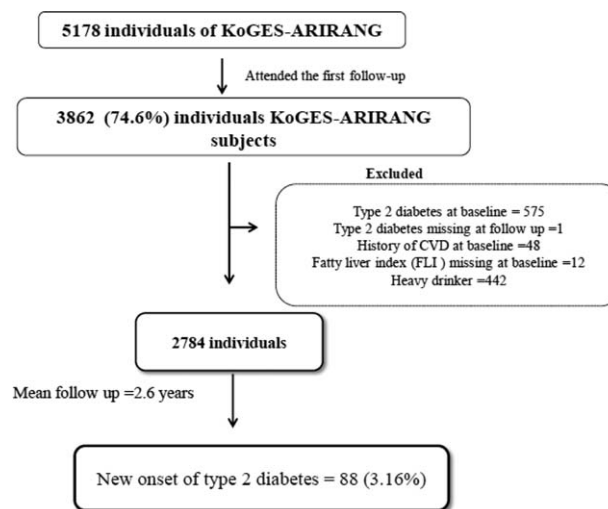 5178 individuals of KoGES-ARIRANG
Attended the first follow-up
3862 (74.6%) individuals KoGES-ARIRANG
subjects
Excluded
Type 2 diabetes at baseline = 575
Type 2 diabetes missing at follow up =1
History of CVD at baseline =48
Fatty liver index (FLI ) missing at baseline =12
Heavy drinker =442
2784 individuals
Mean follow up =2.6 years
New onset of type 2 diabetes = 88 (3.16%)